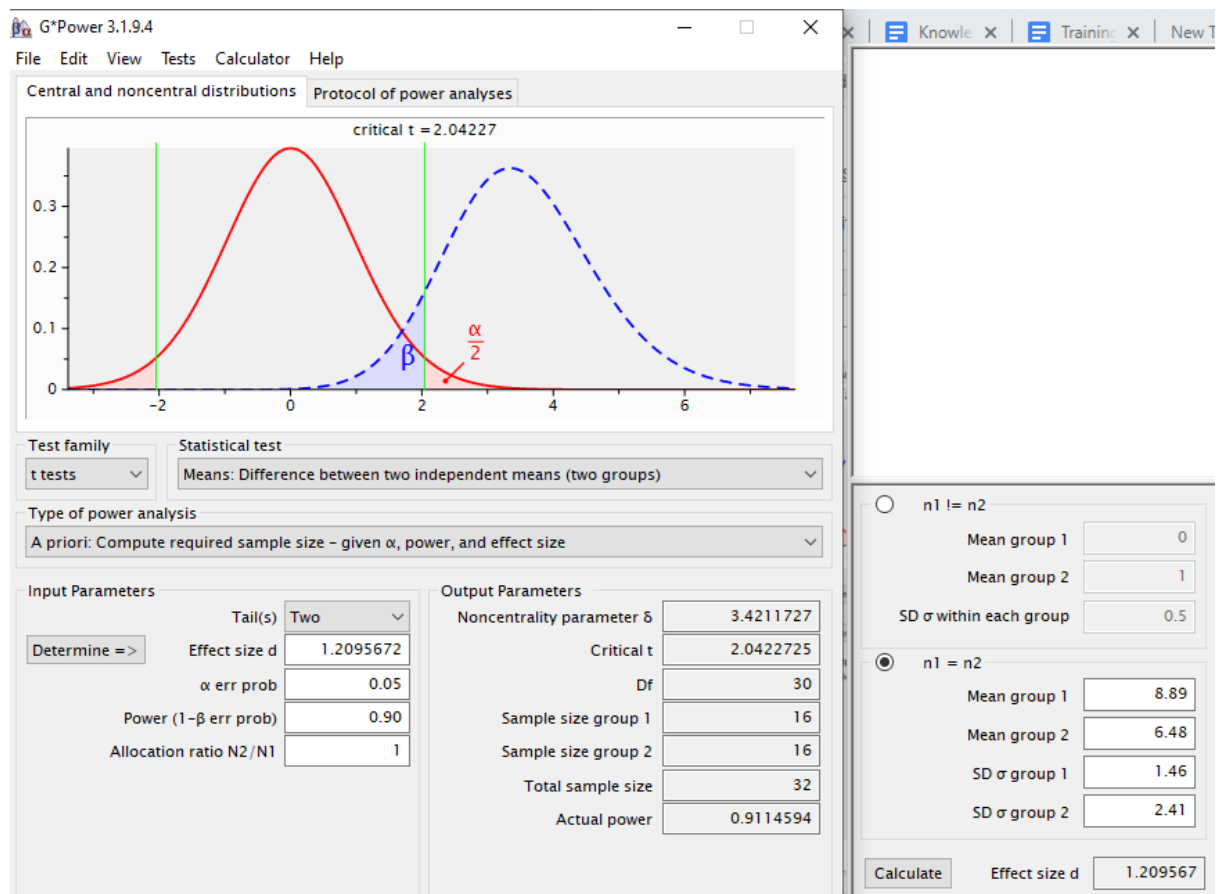 G*Power 3.1.9.4
Knowle
Training
New T
File Edit View Tests Calculator Help
Central and noncentral distributions
Protocol of power analyses
critical t = 2.04227
0.3
0.2
0.1
0
β
α
2
-2 0 2 4 6
Test family
Statistical test
t tests
Means: Difference between two independent means (two groups)
Type of power analysis
A priori: Compute required sample size – given α, power, and effect size
Input Parameters
Tail(s) Two
Determine =>
Effect size d 1.2095672
α err prob 0.05
Power (1-β err prob) 0.90
Allocation ratio N2/N1 1
Output Parameters
Noncentrality parameter δ 3.4211727
Critical t 2.0422725
Df 30
Sample size group 1 16
Sample size group 2 16
Total sample size 32
Actual power 0.9114594
n1 != n2
Mean group 1 0
Mean group 2 1
SD σ within each group 0.5
n1 = n2
Mean group 1 8.89
Mean group 2 6.48
SD σ group 1 1.46
SD σ group 2 2.41
Calculate
Effect size d 1.209567